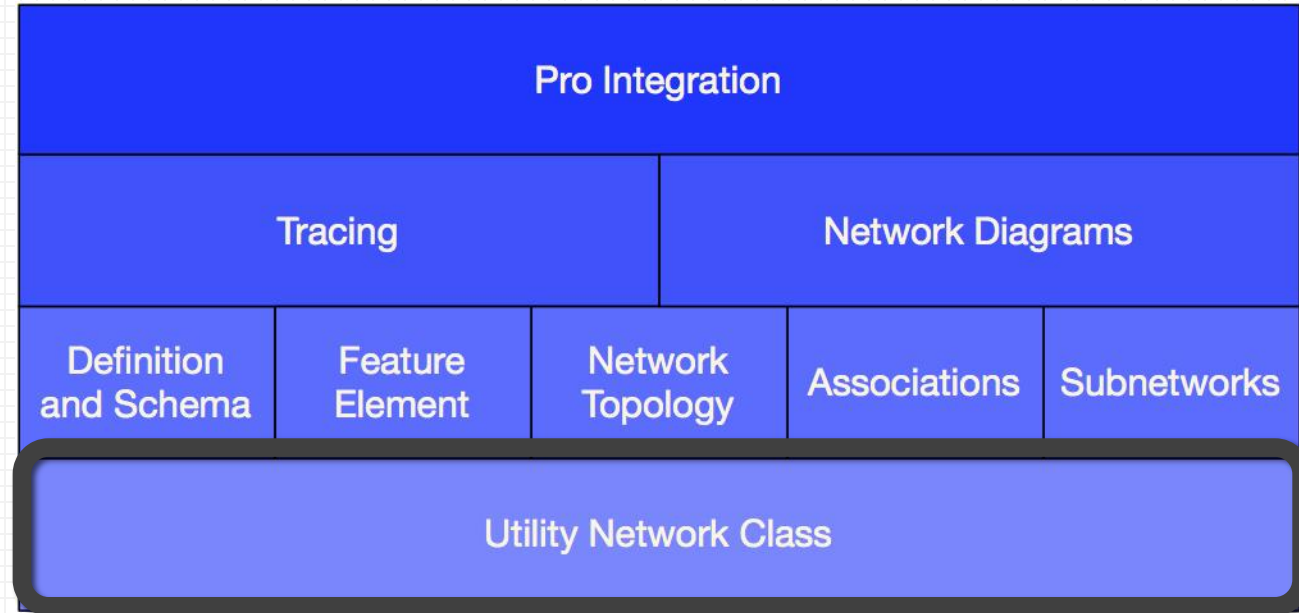 Pro Integration
Tracing
Network Diagrams
Definition
and Schema
Feature
Element
Network
Topology
Associations
Subnetworks
Utility Network Class